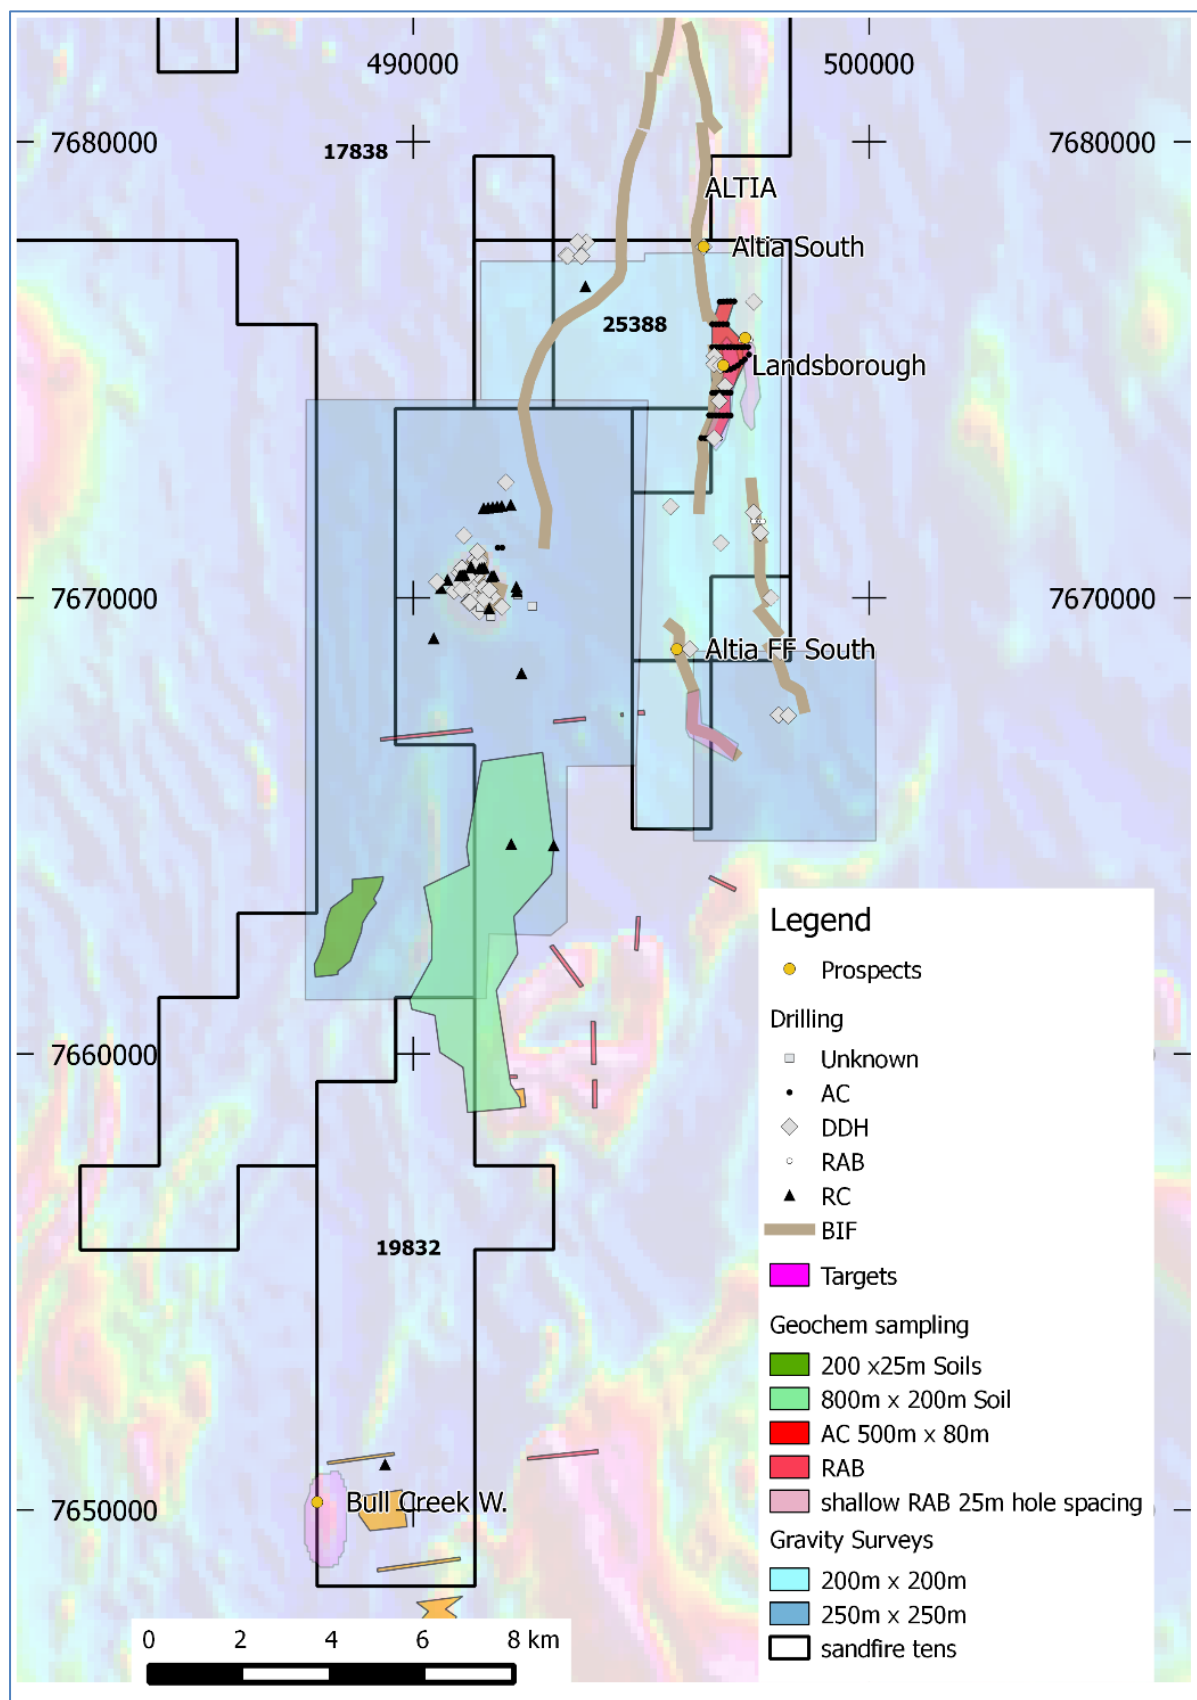 490000
500000
7680000
17838
7680000
ALTIA
Altia South
25388
Landsborough
7670000
7670000
Altia FF South
Legend
Prospects
Drilling
7660000
Unknown
AC
DDH
RAB
RC
19832
BIF
Targets
Geochem sampling
200 x25m Soils
800m x 200m Soil
AC 500m x 80m
RAB
7650000
Bull Creek W.
shallow RAB 25m hole spacing
Gravity Surveys
200m x 200m
250m x 250m
0 2 4 6 8 km
sandfire tens